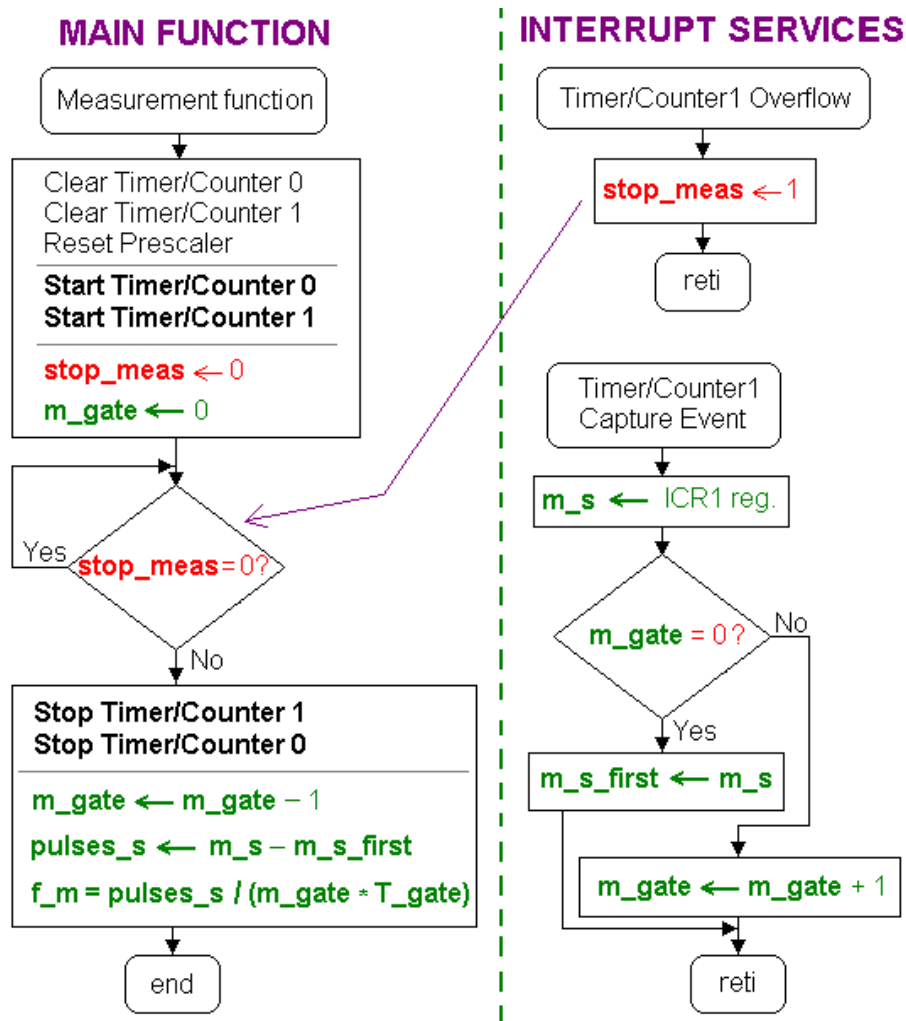 MAIN FUNCTION
Measurement function
Clear Timer/Counter 0
Clear Timer/Counter 1
Reset Prescaler
Start Timer/Counter 0
Start Timer/Counter 1
stop_meas ← 0
m_gate ← 0
Yes
stop_meas = 0?
No
Stop Timer/Counter 1
Stop Timer/Counter 0
m_gate ← m_gate – 1
pulses_s ← m_s – m_s_first
f_m = pulses_s / (m_gate * T_gate)
end
INTERRUPT SERVICES
Timer/Counter1 Overflow
stop_meas ← 1
reti
Timer/Counter1
Capture Event
m_s ← ICR1 reg.
m_gate = 0?
No
Yes
m_s_first ← m_s
m_gate ← m_gate + 1
reti